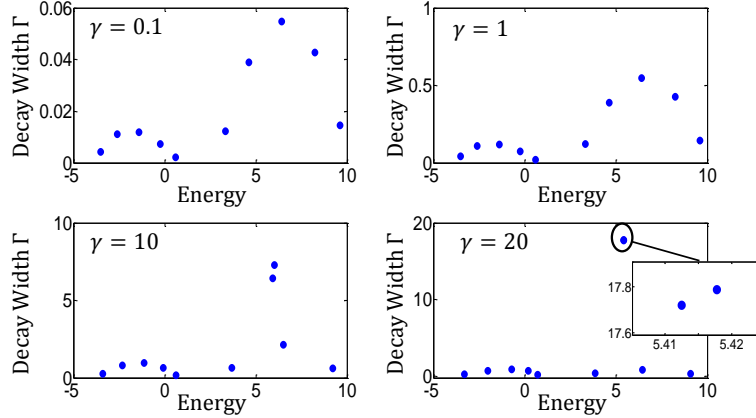 0.06
γ = 0.1
0.04
0.02
0
-5
0
5
10
Energy
Decay Width Γ
1
γ = 1
0.5
0
-5
0
5
10
Energy
Decay Width Γ
10
γ = 10
5
0
-5
0
5
10
Energy
Decay Width Γ
20
γ = 20
15
10
5
0
-5
0
5
10
Energy
Decay Width Γ
17.8
17.6
5.41
5.42